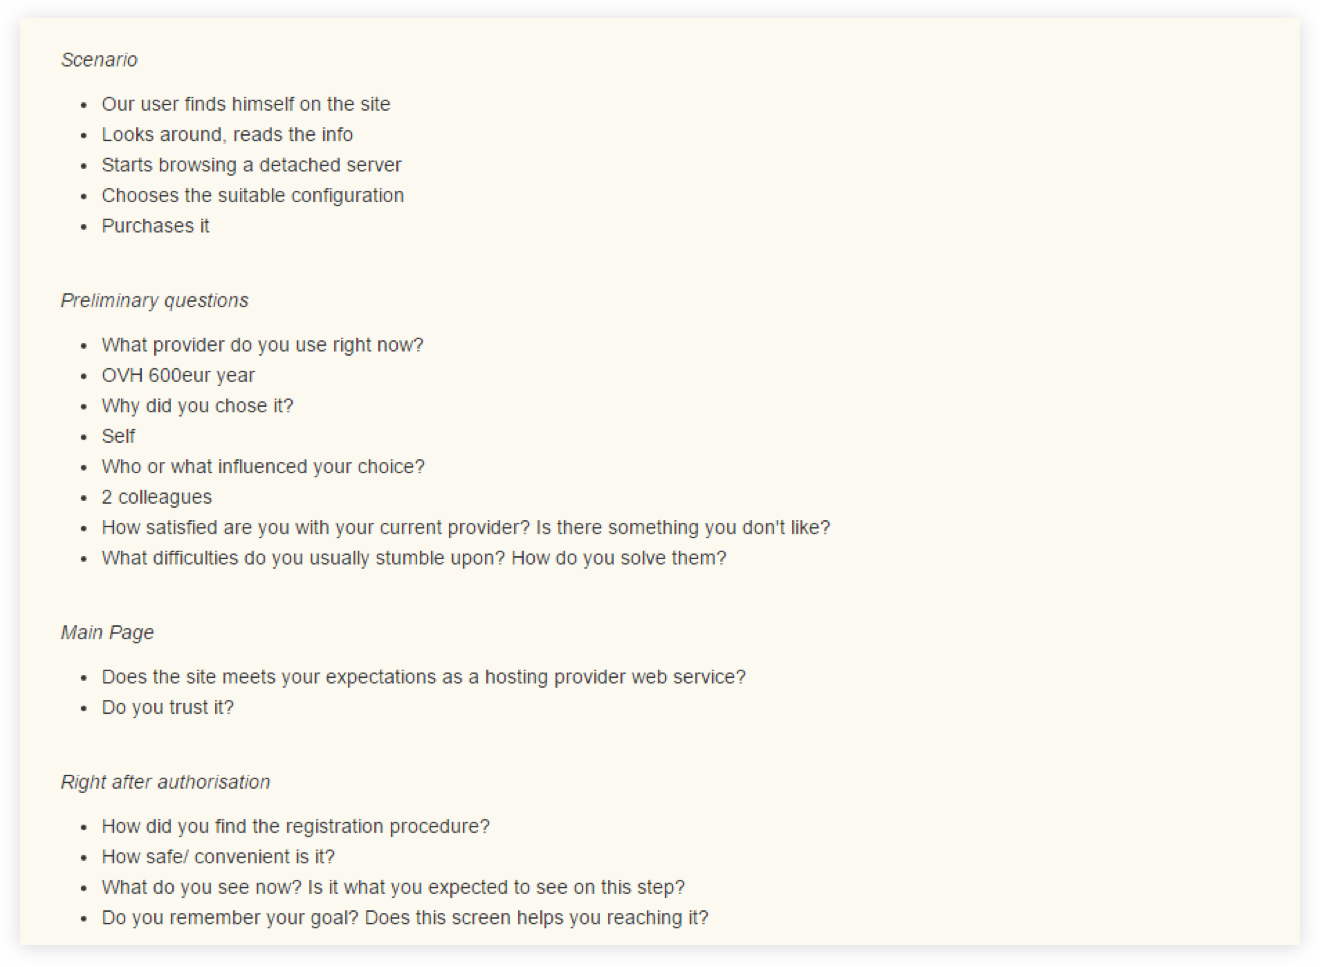 Scenario
• Our user finds himself on the site
• Looks around, reads the info
• Starts browsing a detached server
• Chooses the suitable configuration
• Purchases it
Preliminary questions
• What provider do you use right now?
• OVH 600eur year
• Why did you chose it?
• Self
• Who or what influenced your choice?
• 2 colleagues
• How satisfied are you with your current provider? Is there something you don't like?
• What difficulties do you usually stumble upon? How do you solve them?
Main Page
• Does the site meets your expectations as a hosting provider web service?
• Do you trust it?
Right after authorisation
• How did you find the registration procedure?
• How safe/ convenient is it?
• What do you see now? Is it what you expected to see on this step?
• Do you remember your goal? Does this screen helps you reaching it?